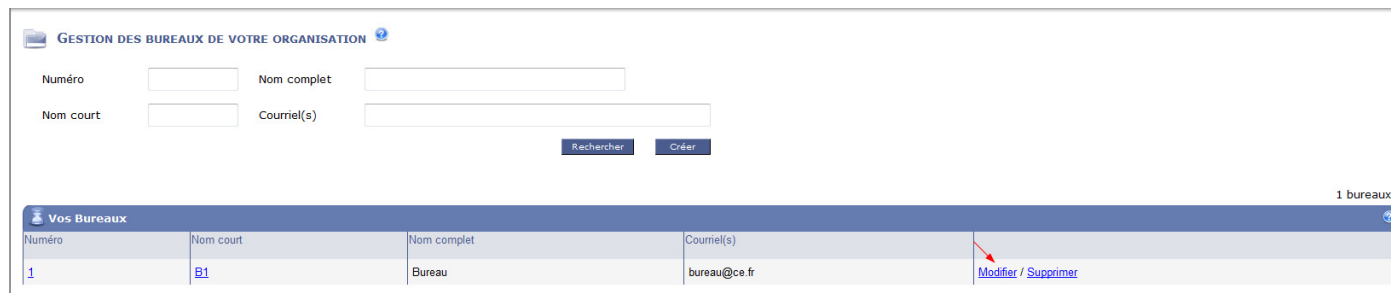 GESTION DES BUREAUX DE VOTRE ORGANISATION
Numéro Nom complet
Nom court Courriel(s)
Rechercher Créer
1 bureaux
Vos Bureaux
Numéro Nom court Nom complet Courriel(s)
1 B1 Bureau bureau@ce.fr Modifier / Supprimer